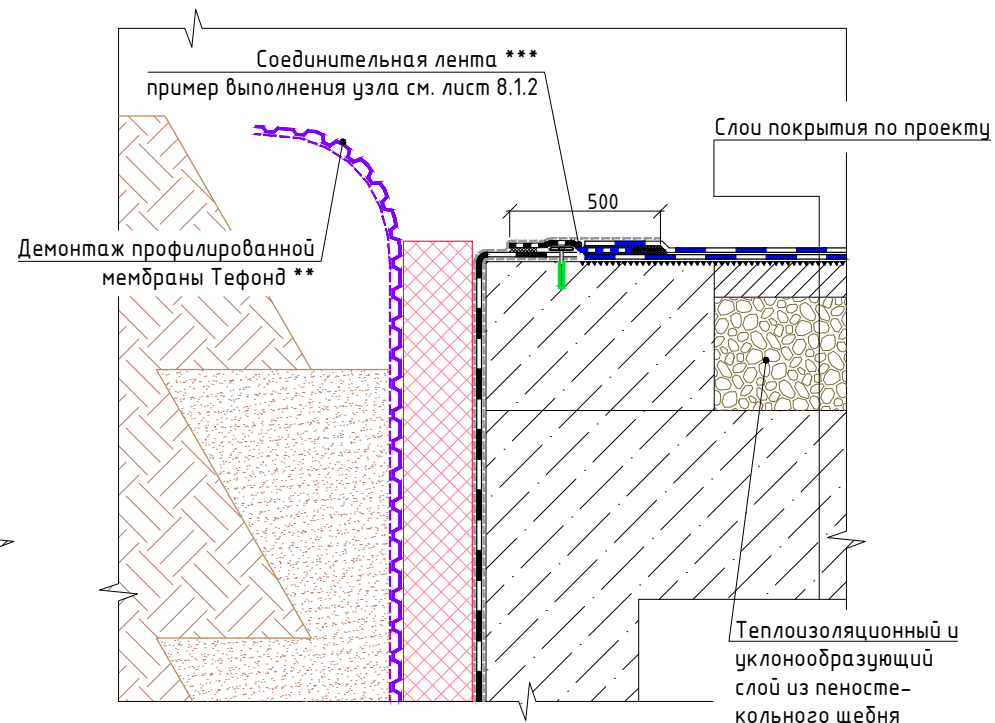 Соединительная лента ***
пример выполнения узла см. лист 8.1.2
Слои покрытия по проекту
500
Демонтаж профилированной
мембраны Тефонд **
Теплоизоляционный и
уклонообразующий
слой из пеносте-
кольного щебня